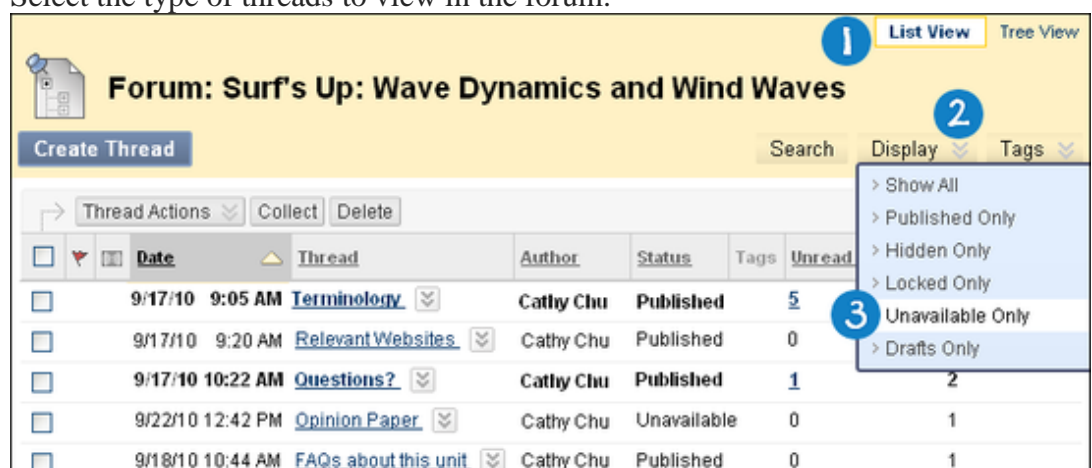 Select the type of threads to view in the forum.
1 List View Tree View
Forum: Surf's Up: Wave Dynamics and Wind Waves
2
Create Thread Search Display Tags
> Show All
Thread Actions Collect Delete > Published Only
> Hidden Only
Date Thread Author Status Tags Unread
> Locked Only
9/17/10 9:05 AM Terminology Cathy Chu Published 5
3 Unavailable Only
9/17/10 9:20 AM Relevant Websites Cathy Chu Published 0
> Drafts Only
9/17/10 10:22 AM Questions? Cathy Chu Published 1 2
9/22/10 12:42 PM Opinion Paper Cathy Chu Unavailable 0 1
9/18/10 10:44 AM FAQs about this unit Cathy Chu Published 0 1